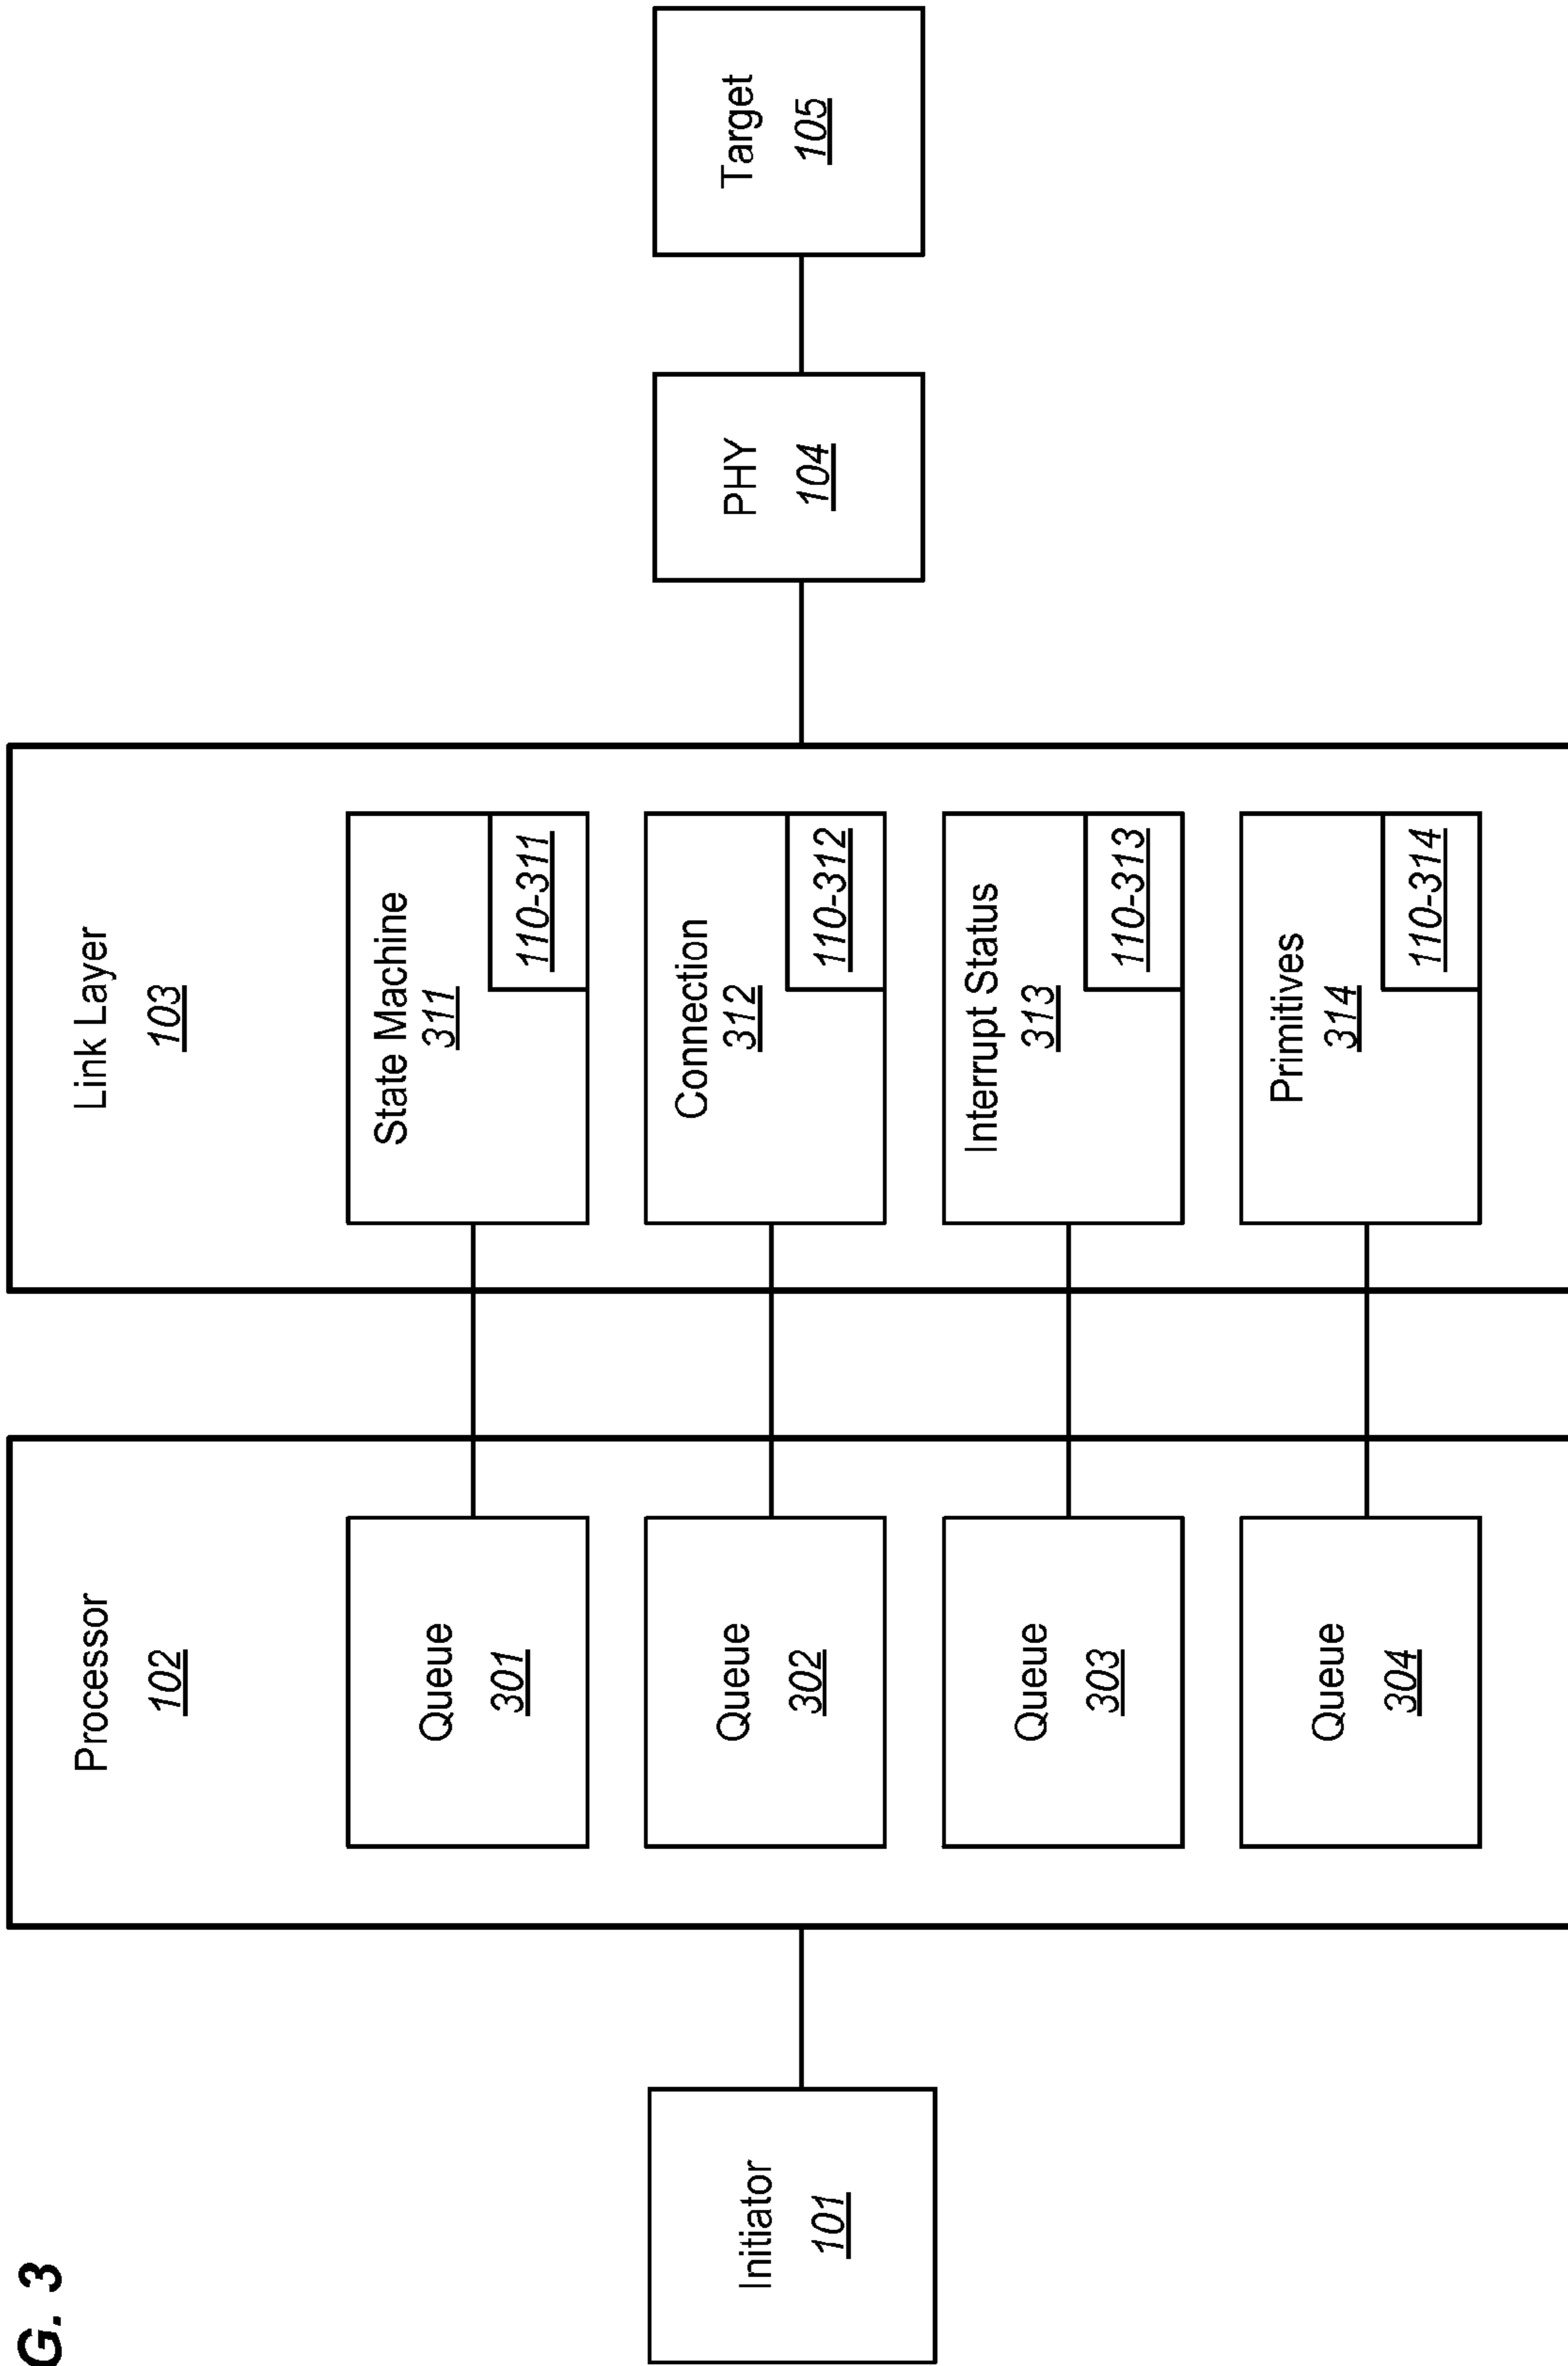 G. 3
Initiator
101
Processor
102
Queue
301
Queue
302
Queue
303
Queue
304
Link Layer
103
State Machine
311
110-311
Connection
312
110-312
Interrupt Status
313
110-313
Primitives
314
110-314
PHY
104
Target
105